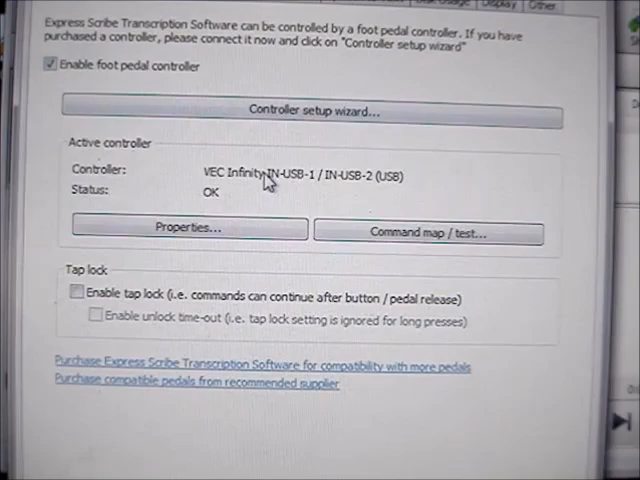 Disk Usage Display Other
Express Scribe Transcription Software can be controlled by a foot pedal controller. If you have
purchased a controller, please connect it now and click on "Controller setup wizard"
Enable foot pedal controller
Controller setup wizard...
Active controller
Controller: VEC Infinity IN-USB-1 / IN-USB-2 (USB)
Status: OK
Properties... Command map / test...
Tap lock
Enable tap lock (i.e. commands can continue after button / pedal release)
Enable unlock time-out (i.e. tap lock setting is ignored for long presses)
Purchase Express Scribe Transcription Software for compatibility with more pedals
Purchase compatible pedals from recommended supplier